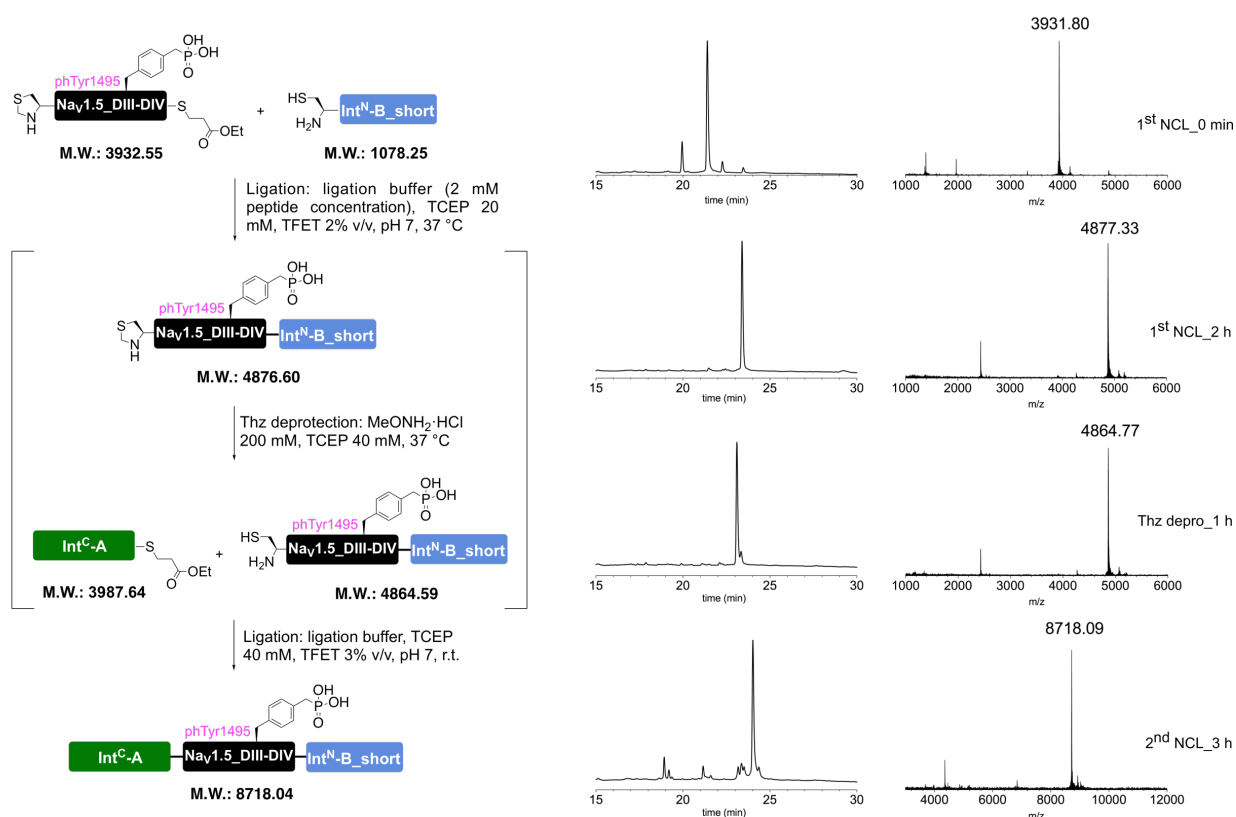 OH
P
OH
O
phTyr1495
S
N
H
NaV1.5_DIII-DIV
S
O
OEt
M.W.: 3932.55
+
HS
H2N
IntN-B_short
M.W.: 1078.25
Ligation: ligation buffer (2 mM
peptide concentration), TCEP 20
mM, TFET 2% v/v, pH 7, 37 °C
OH
P
OH
O
phTyr1495
S
N
H
NaV1.5_DIII-DIV
IntN-B_short
M.W.: 4876.60
Thz deprotection: MeONH2·HCl
200 mM, TCEP 40 mM, 37 °C
IntC-A
S
O
OEt
M.W.: 3987.64
+
OH
P
OH
O
phTyr1495
HS
H2N
NaV1.5_DIII-DIV
IntN-B_short
M.W.: 4864.59
Ligation: ligation buffer, TCEP
40 mM, TFET 3% v/v, pH 7, r.t.
OH
P
OH
O
phTyr1495
IntC-A
NaV1.5_DIII-DIV
IntN-B_short
M.W.: 8718.04
15 20 25 30
time (min)
3931.80
1000 2000 3000 4000 5000 6000
m/z
1st NCL_0 min
15 20 25 30
time (min)
4877.33
1000 2000 3000 4000 5000 6000
m/z
1st NCL_2 h
15 20 25 30
time (min)
4864.77
1000 2000 3000 4000 5000 6000
m/z
Thz depro_1 h
15 20 25 30
time (min)
8718.09
4000 6000 8000 10000 12000
m/z
2nd NCL_3 h